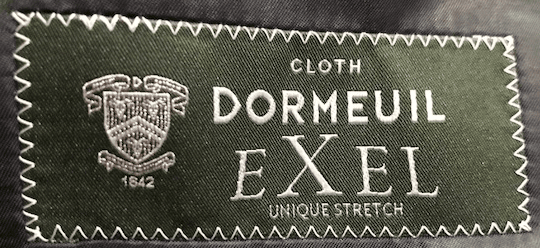 CLOTH
DORMEUIL
EXEL
UNIQUE STRETCH
D
1842